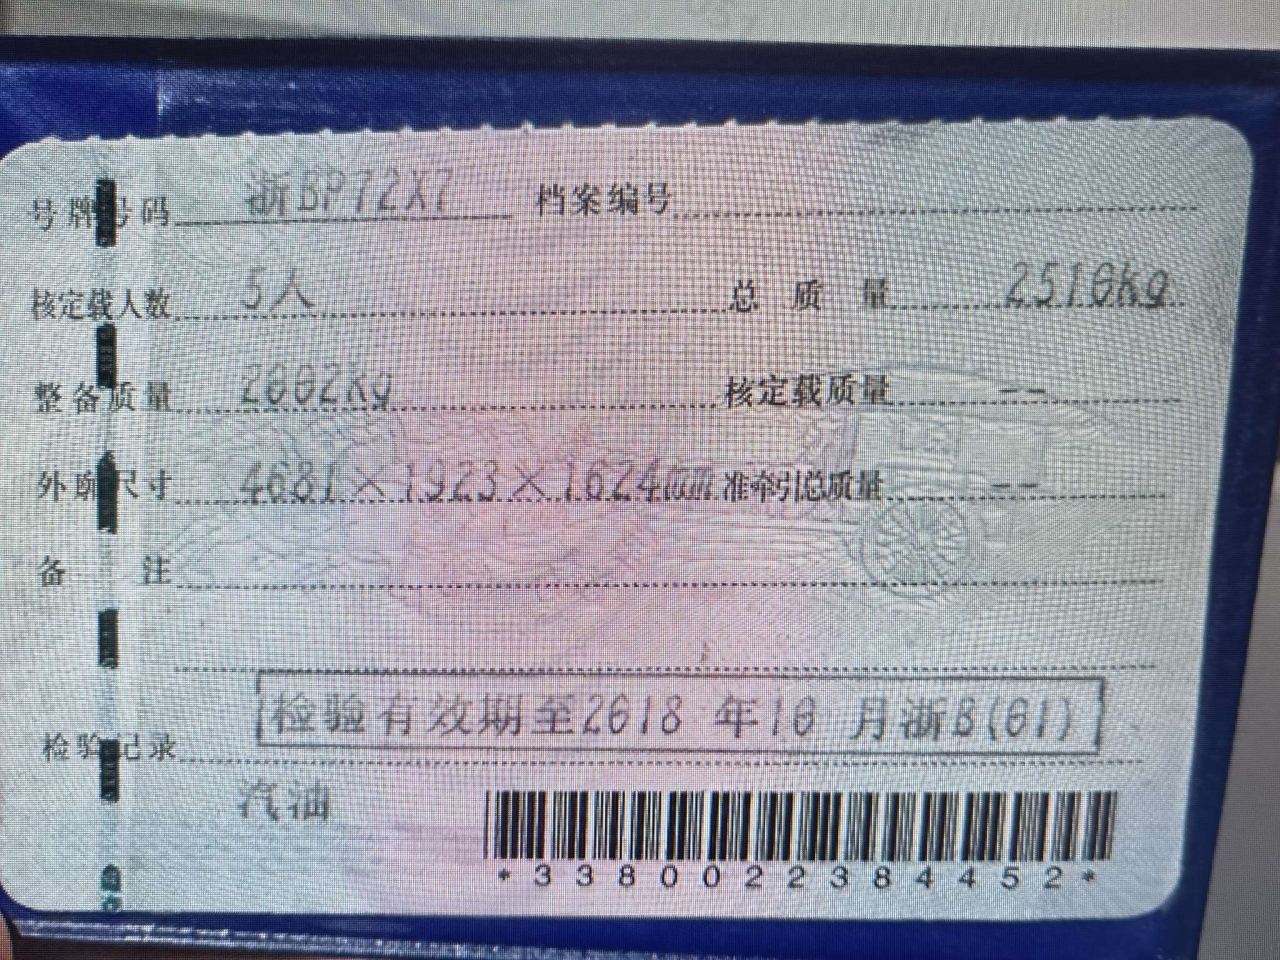 号牌号码 浙BP72X7 档案编号
核定载人数 5人 总质量 2510kg
整备质量 2002kg 核定载质量 --
外廓尺寸 4681×1923×1624mm 准牵引总质量 --
备注
检验记录 检验有效期至2018年10月浙B(01)
汽油
*3380022384452*